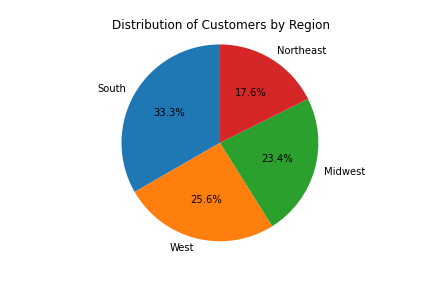 Distribution of Customers by Region
Northeast
South
17.6%
33.3%
23.4%
Midwest
25.6%
West